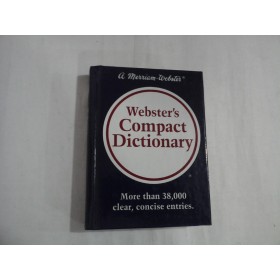 a Merriam-Webster®
Webster's
Compact
Dictionary
More than 38,000
clear, concise entries.